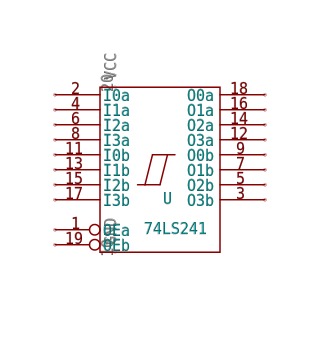 VCC
20
2 I0a O0a 18
4 I1a O1a 16
6 I2a O2a 14
8 I3a O3a 12
11 I0b O0b 9
13 I1b O1b 7
15 I2b O2b 5
17 I3b O3b 3
U
1 OEa 74LS241
19 OEb